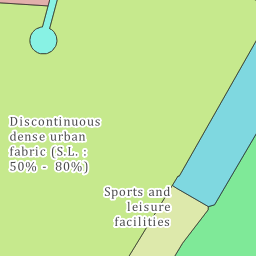 Discontinuous
dense urban
fabric (S.L. :
50% -  80%)
Sports and
leisure
facilities